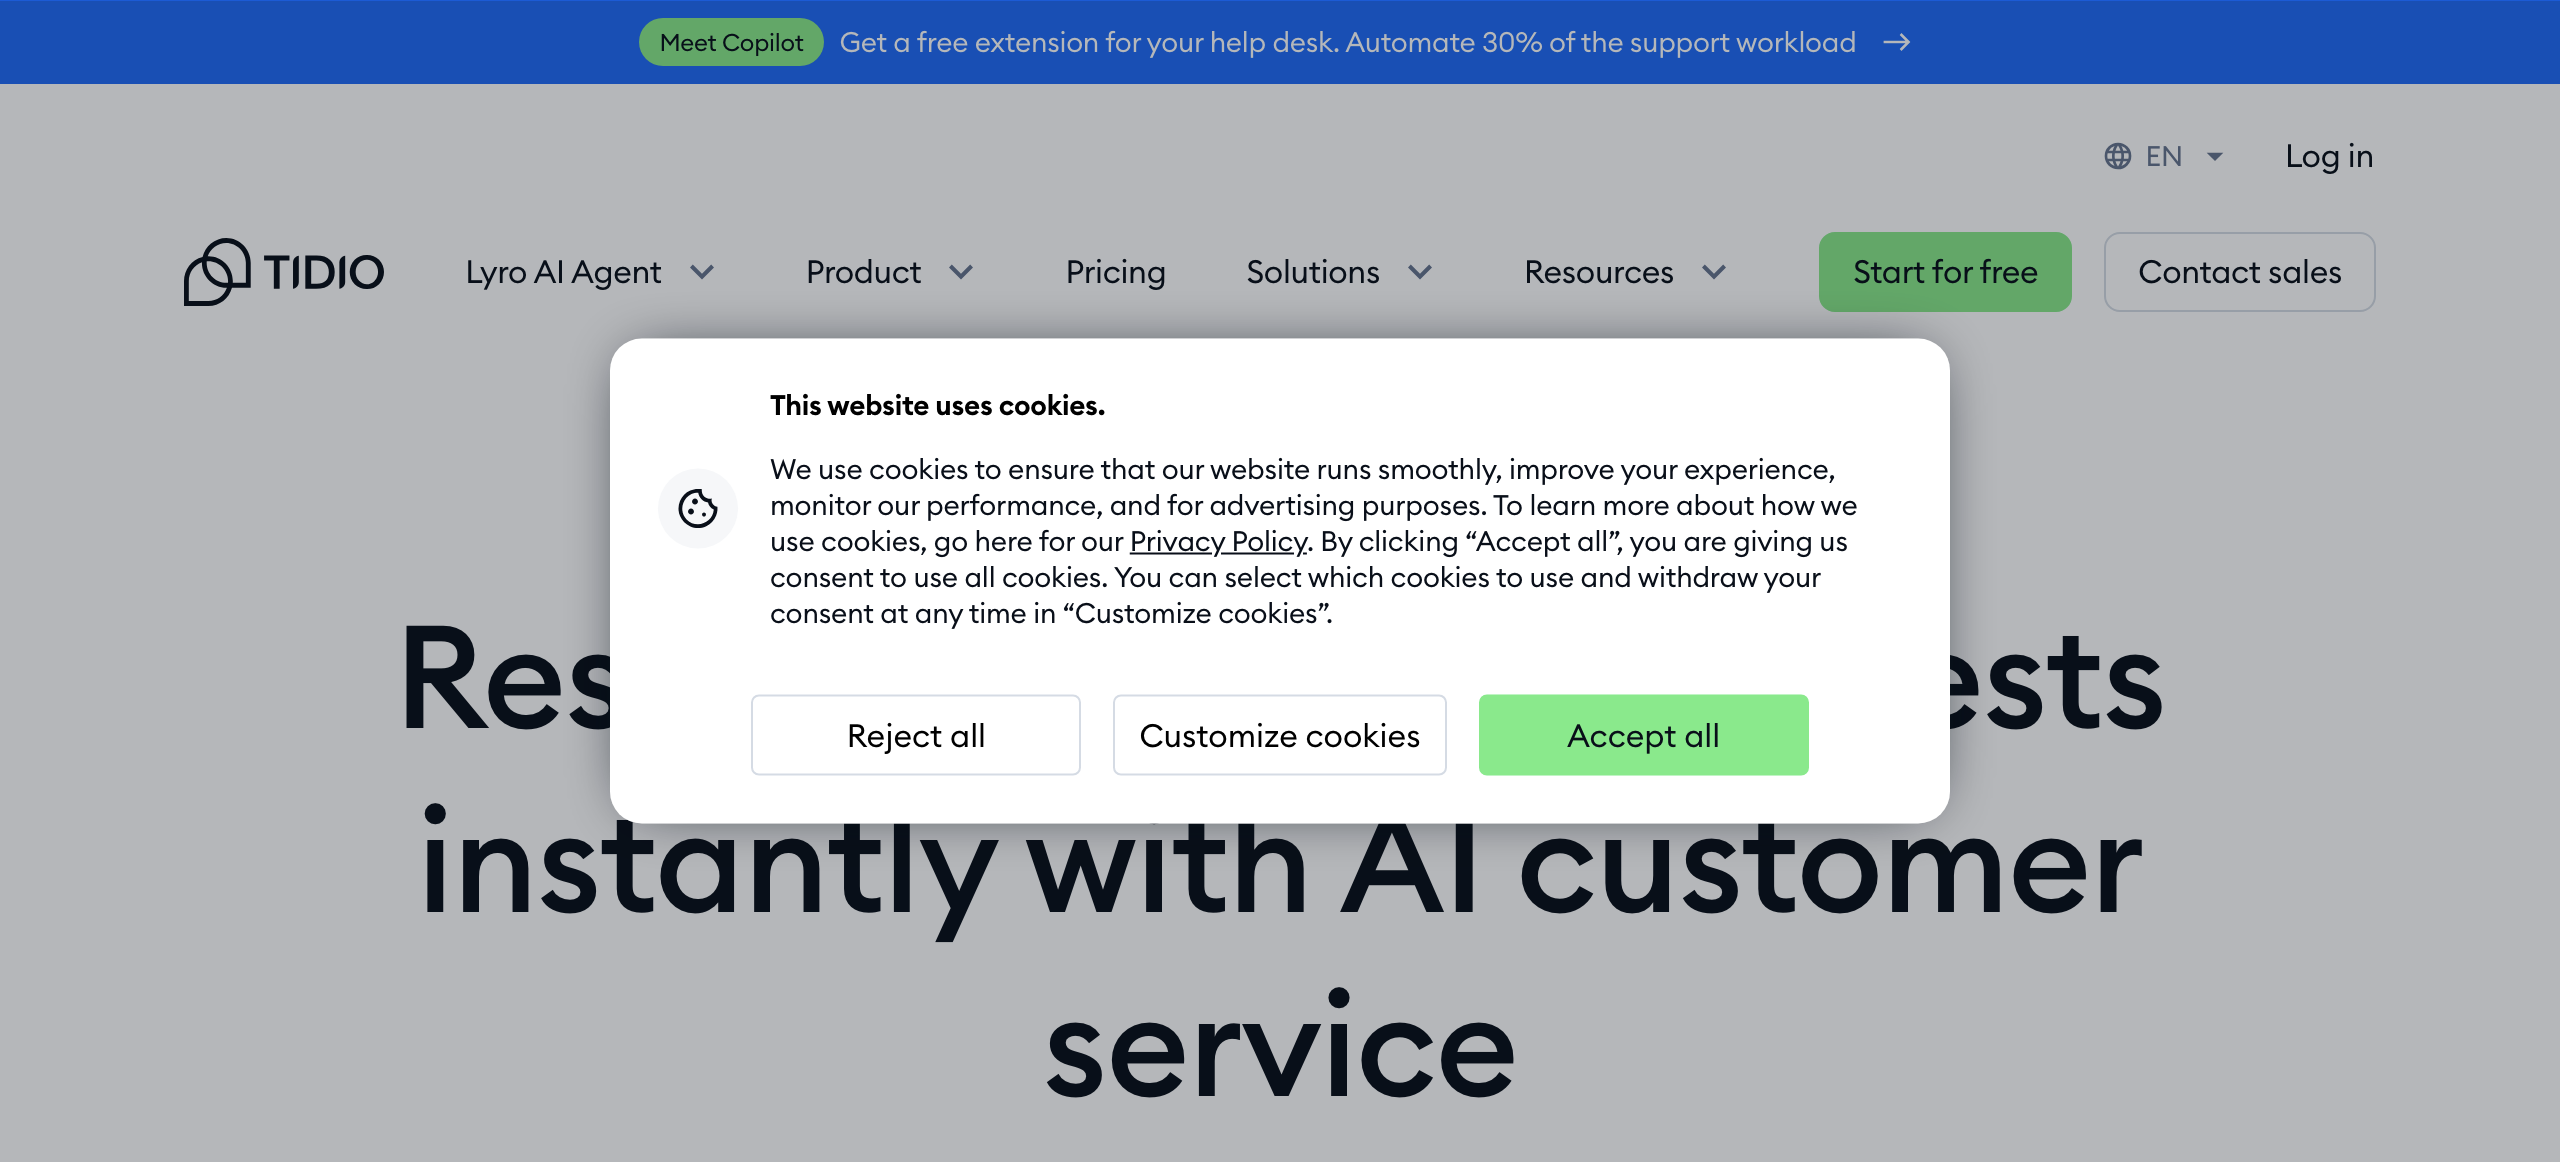 Meet Copilot Get a free extension for your help desk. Automate 30% of the support workload →
EN Log in
TIDIO Lyro AI Agent Product Pricing Solutions Resources Start for free Contact sales
This website uses cookies.
We use cookies to ensure that our website runs smoothly, improve your experience,
monitor our performance, and for advertising purposes. To learn more about how we
use cookies, go here for our Privacy Policy. By clicking “Accept all”, you are giving us
consent to use all cookies. You can select which cookies to use and withdraw your
consent at any time in “Customize cookies”.
Reject all Customize cookies Accept all
instantly with AI customer
service